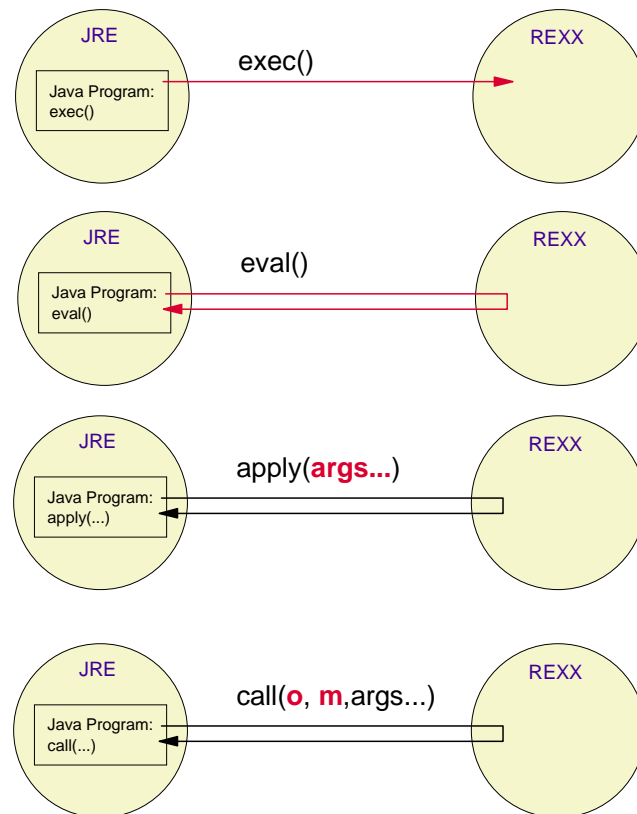 JRE
REXX
exec()
Java Program:
exec()
JRE
REXX
eval()
Java Program:
eval()
JRE
REXX
apply(args...)
Java Program:
apply(...)
JRE
REXX
call(o, m,args...)
Java Program:
call(...)